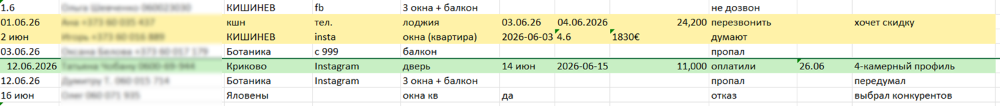 1.6 КИШИНЕВ fb 3 окна + балкон не дозвон
01.06.26 кшн тел. лоджия 03.06.26 04.06.2026 24,200 перезвонить хочет скидку
2 июн КИШИНЕВ insta окна (квартира) 2026-06-03 4.6 1830€ думают
03.06.26 Ботаника с 999 балкон пропал
12.06.2026 Криково Instagram дверь 14 июн 2026-06-15 11,000 оплатили 26.06 4-камерный профиль
12.06.26 Ботаника Instagram 3 окна + балкон пропал передумал
16 июн Яловены окна кв да отказ выбрал конкурентов